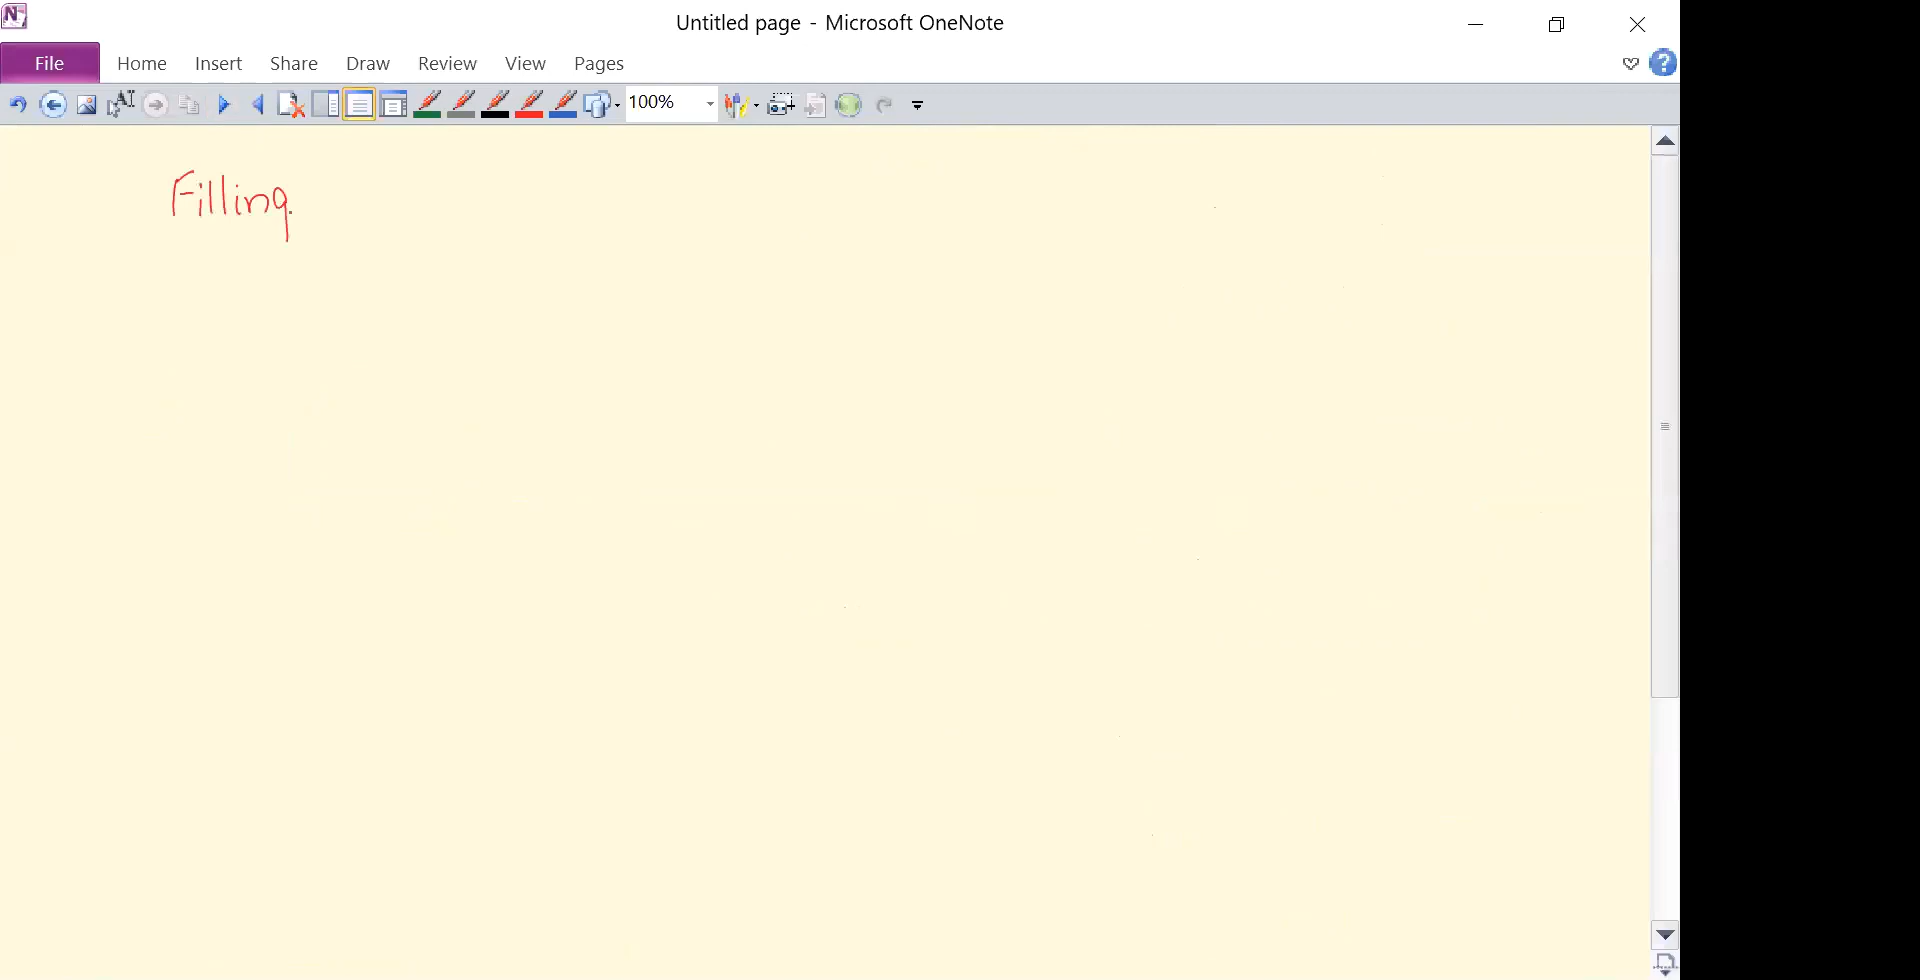 Untitled page - Microsoft OneNote
File Home Insert Share Draw Review View Pages
100%
Filling